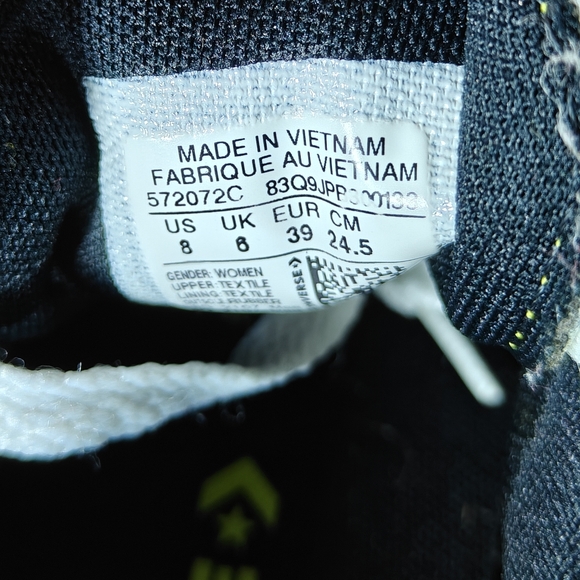 MADE IN VIETNAM
FABRIQUE AU VIETNAM
572072C
US UK EUR CM
8 6 39 24.5
GENDER: WOMEN
UPPER: TEXTILE
LINING: TEXTILE